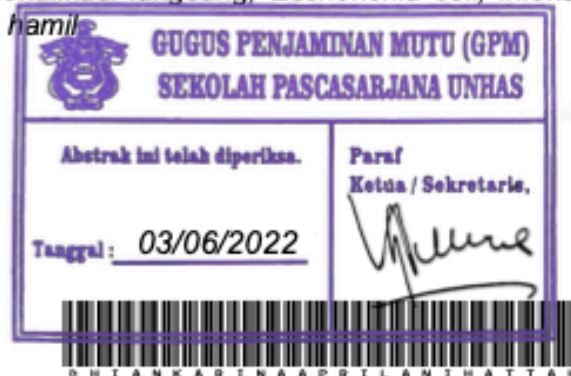 hamil
GUGUS PENJAMINAN MUTU (GPM)
SEKOLAH PASCASARJANA UNHAS
Abstrak ini telah diperiksa.
Paraf
Ketua / Sekretaris,
Tanggal : 03/06/2022